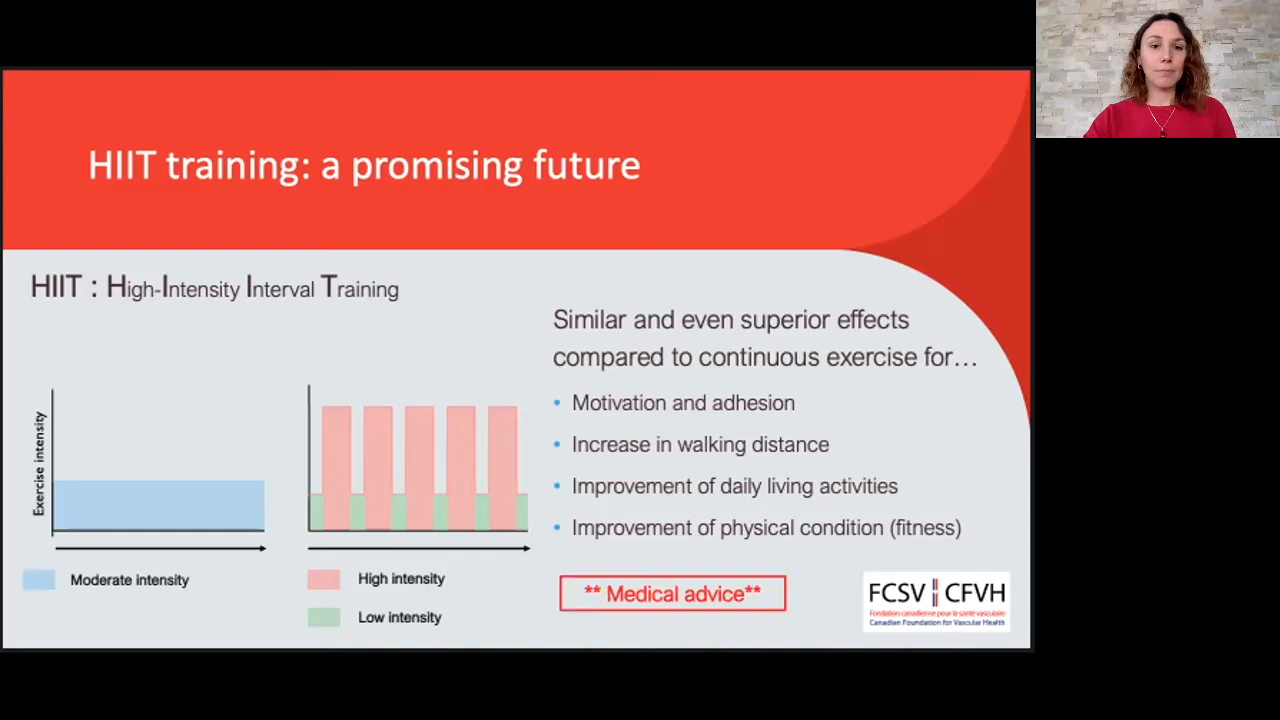 HIIT training: a promising future
HIIT : High-Intensity Interval Training
Similar and even superior effects
compared to continuous exercise for…
• Motivation and adhesion
• Increase in walking distance
• Improvement of daily living activities
• Improvement of physical condition (fitness)
Exercise intensity
Moderate intensity
High intensity
Low intensity
** Medical advice**
FCSV CFVH
Fondation canadienne pour la santé vasculaire
Canadian Foundation for Vascular Health